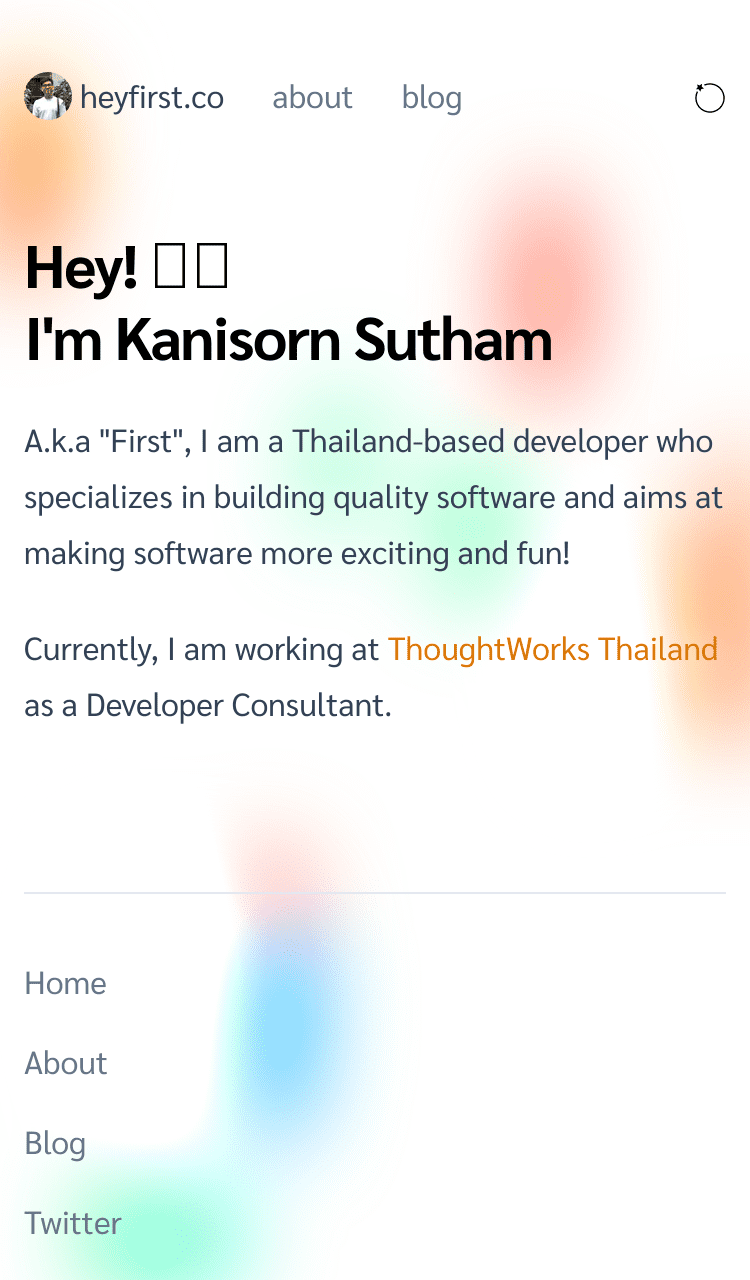 heyfirst.co about blog
Hey!
I'm Kanisorn Sutham
A.k.a "First", I am a Thailand-based developer who
specializes in building quality software and aims at
making software more exciting and fun!
Currently, I am working at ThoughtWorks Thailand
as a Developer Consultant.
Home
About
Blog
Twitter